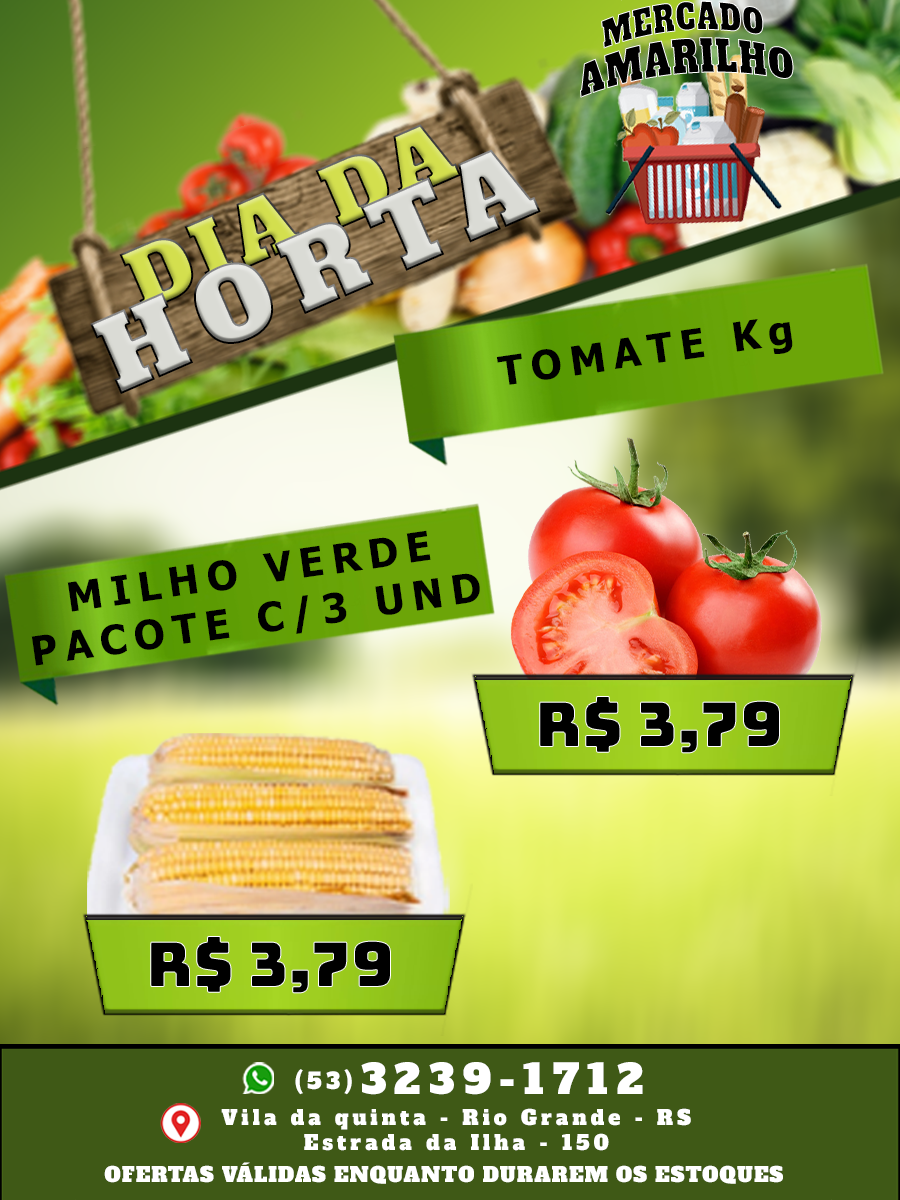 MERCADO
AMARILHO
DIA DA
HORTA
TOMATE Kg
MILHO VERDE
PACOTE C/3 UND
R$ 3,79
R$ 3,79
(53) 3239-1712
Vila da quinta - Rio Grande - RS
Estrada da Ilha - 150
OFERTAS VÁLIDAS ENQUANTO DURAREM OS ESTOQUES